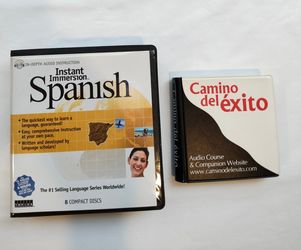 IN-DEPTH AUDIO INSTRUCTION
Instant
Immersion
Spanish
• The quickest way to learn a
language, guaranteed!
• Easy, comprehensive instruction
at your own pace.
• Written and developed by
language scholars!
The #1 Selling Language Series Worldwide!
8 COMPACT DISCS
Camino
del éxito
Audio Course
& Companion Website
www.caminodelexito.com